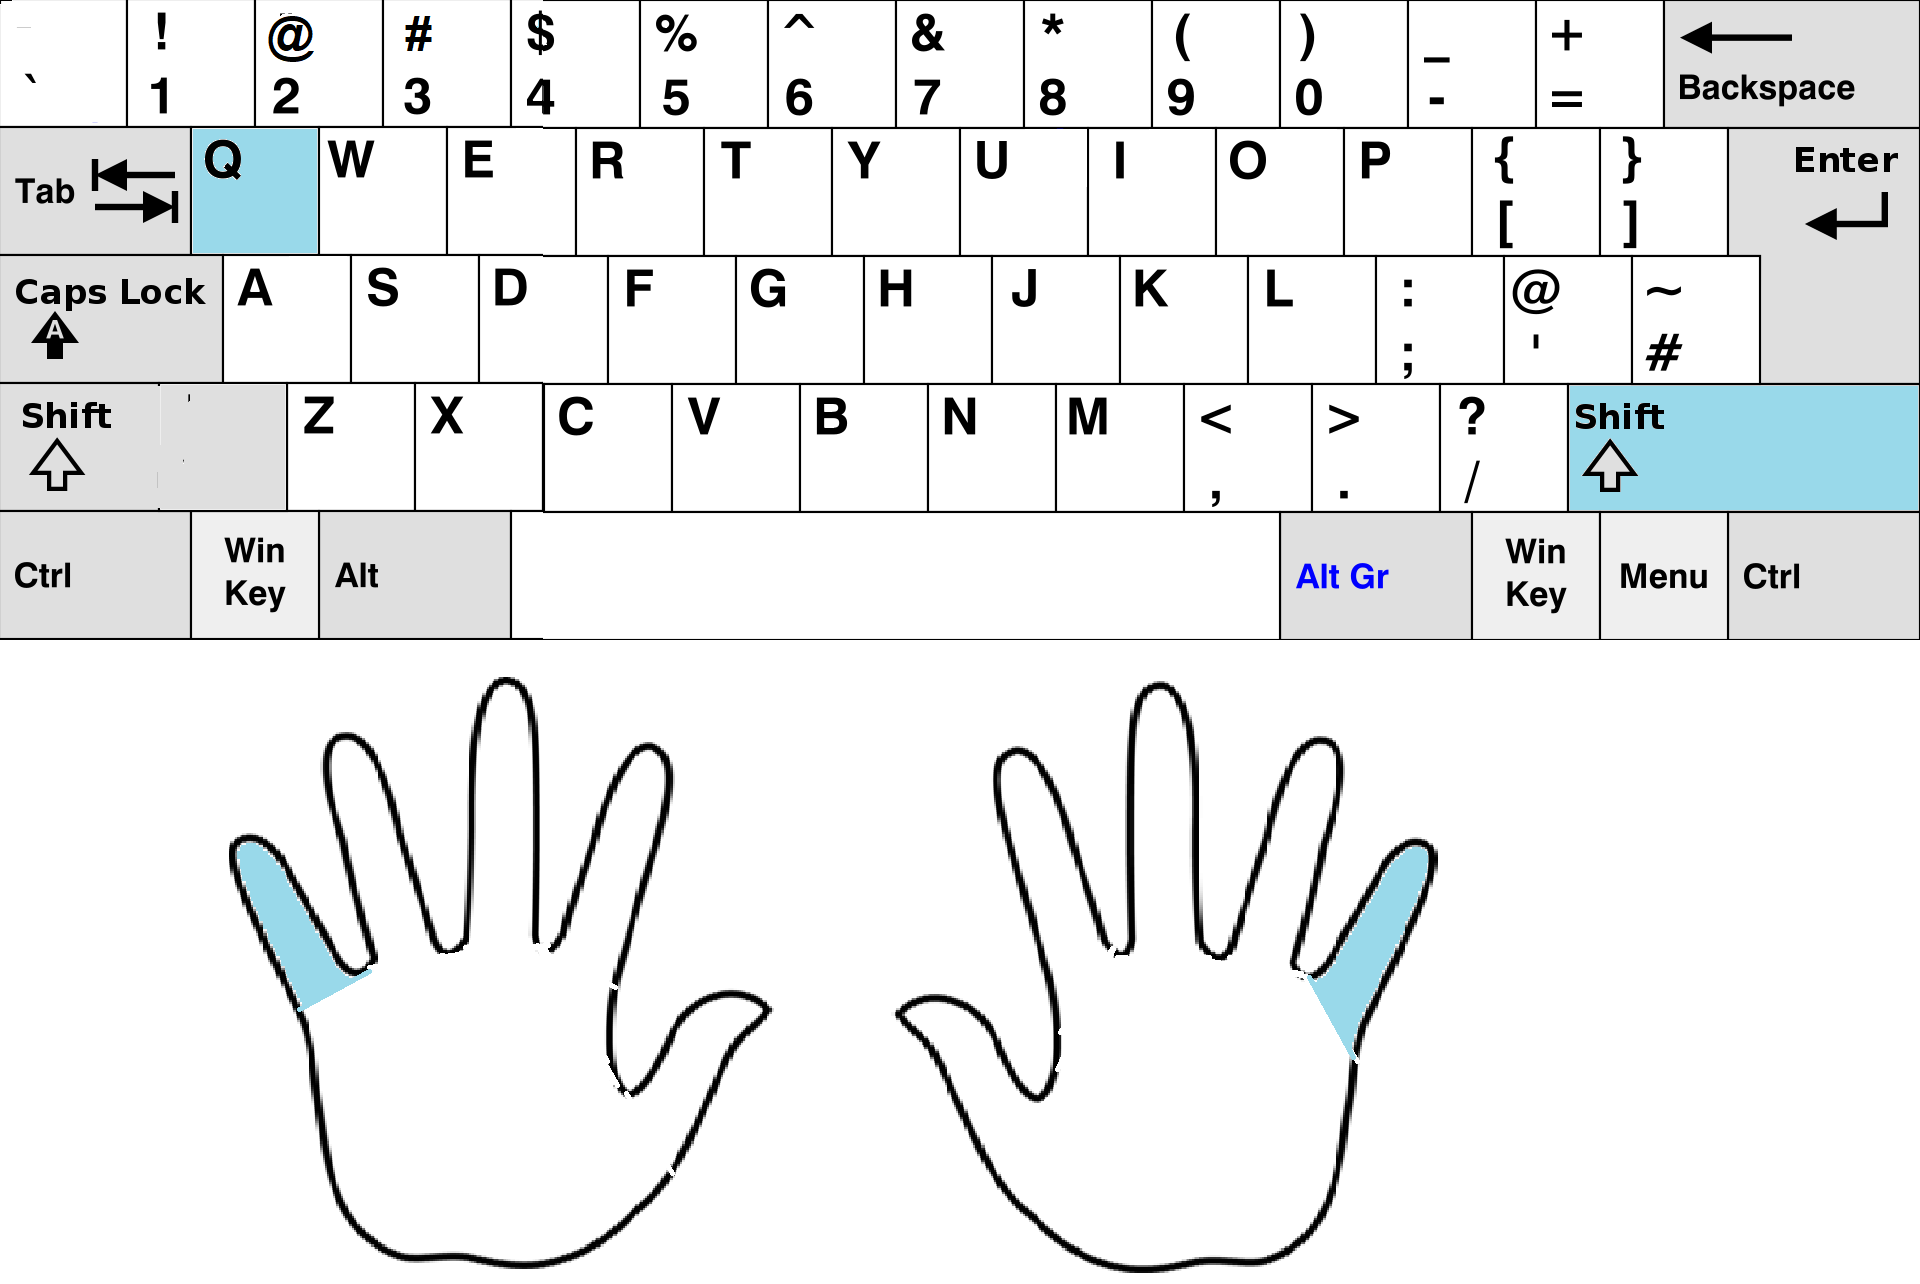 ! @ # $ % ^ & * ( ) _ +
` 1 2 3 4 5 6 7 8 9 0 - = Backspace
Tab Q W E R T Y U I O P { } Enter
[ ]
Caps Lock A S D F G H J K L : @ ~
A ; ' #
Shift Z X C V B N M < > ? Shift
, . /
Ctrl Win Key Alt Alt Gr Win Key Menu Ctrl